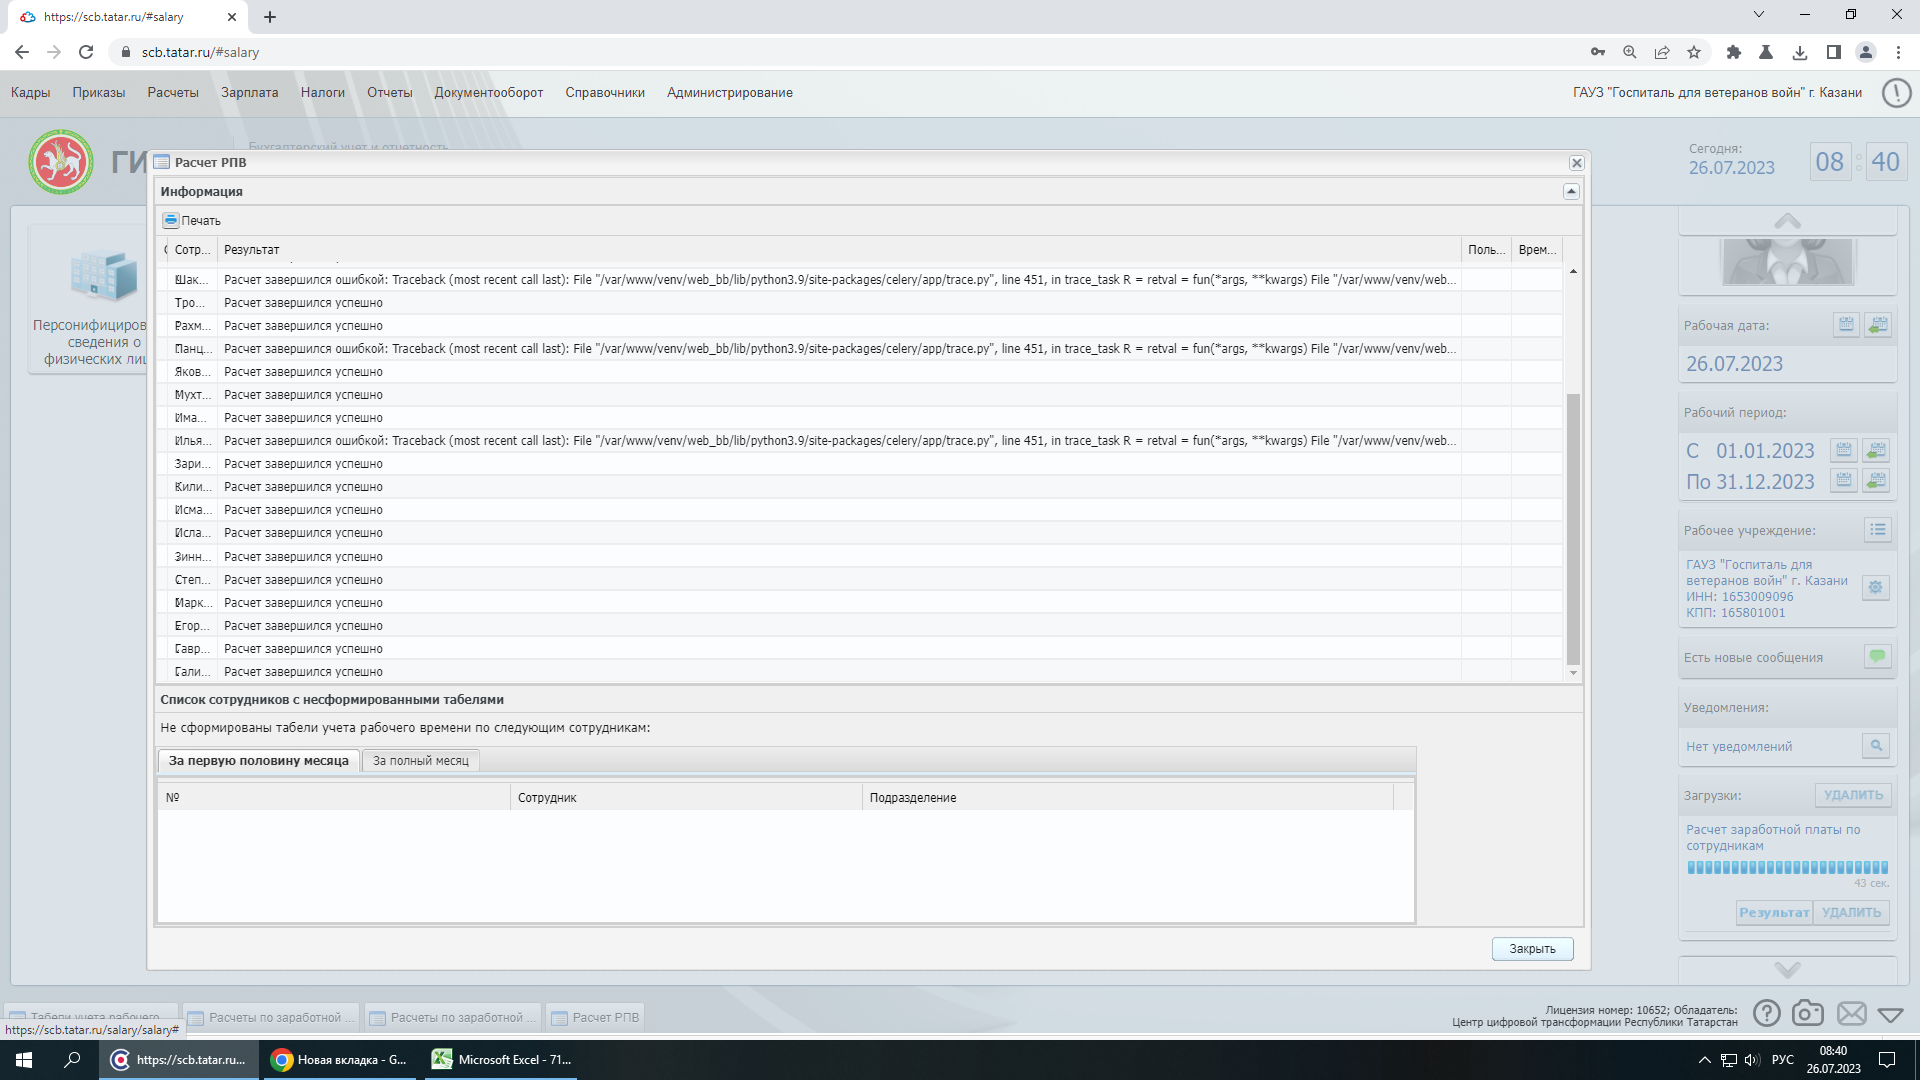 https://scb.tatar.ru/#salary
scb.tatar.ru/#salary
Кадры Приказы Расчеты Зарплата Налоги Отчеты Документооборот Справочники Администрирование ГАУЗ "Госпиталь для ветеранов войн" г. Казани
ГИ
Бухгалтерский учет и отчетность
Сегодня:
26.07.2023
08 : 40
Персонифициров
сведения о
физических лиц
Расчет РПВ
Информация
Печать
Сотр... Результат Поль... Врем...
Шак... Расчет завершился ошибкой: Traceback (most recent call last): File "/var/www/venv/web_bb/lib/python3.9/site-packages/celery/app/trace.py", line 451, in trace_task R = retval = fun(*args, **kwargs) File "/var/www/venv/web...
Тро... Расчет завершился успешно
Рахм... Расчет завершился успешно
Панц... Расчет завершился ошибкой: Traceback (most recent call last): File "/var/www/venv/web_bb/lib/python3.9/site-packages/celery/app/trace.py", line 451, in trace_task R = retval = fun(*args, **kwargs) File "/var/www/venv/web...
Яков... Расчет завершился успешно
Мухт... Расчет завершился успешно
Има... Расчет завершился успешно
Илья... Расчет завершился ошибкой: Traceback (most recent call last): File "/var/www/venv/web_bb/lib/python3.9/site-packages/celery/app/trace.py", line 451, in trace_task R = retval = fun(*args, **kwargs) File "/var/www/venv/web...
Зари... Расчет завершился успешно
Кили... Расчет завершился успешно
Исма... Расчет завершился успешно
Исла... Расчет завершился успешно
Зинн... Расчет завершился успешно
Степ... Расчет завершился успешно
Марк... Расчет завершился успешно
Егор... Расчет завершился успешно
Гавр... Расчет завершился успешно
Гали... Расчет завершился успешно
Список сотрудников с несформированными табелями
Не сформированы табели учета рабочего времени по следующим сотрудникам:
За первую половину месяца За полный месяц
№ Сотрудник Подразделение
Закрыть
Рабочая дата:
26.07.2023
Рабочий период:
С 01.01.2023
По 31.12.2023
Рабочее учреждение:
ГАУЗ "Госпиталь для
ветеранов войн" г. Казани
ИНН: 1653009096
КПП: 165801001
Есть новые сообщения
Уведомления:
Нет уведомлений
Загрузки: УДАЛИТЬ
Расчет заработной платы по
сотрудникам
43 сек.
Результат УДАЛИТЬ
Табели учета рабочего... Расчеты по заработной ... Расчеты по заработной ... Расчет РПВ
https://scb.tatar.ru/salary/salary#
Лицензия номер: 10652; Обладатель:
Центр цифровой трансформации Республики Татарстан
https://scb.tatar.ru... Новая вкладка - G... Microsoft Excel - 71... РУС 08:40
26.07.2023